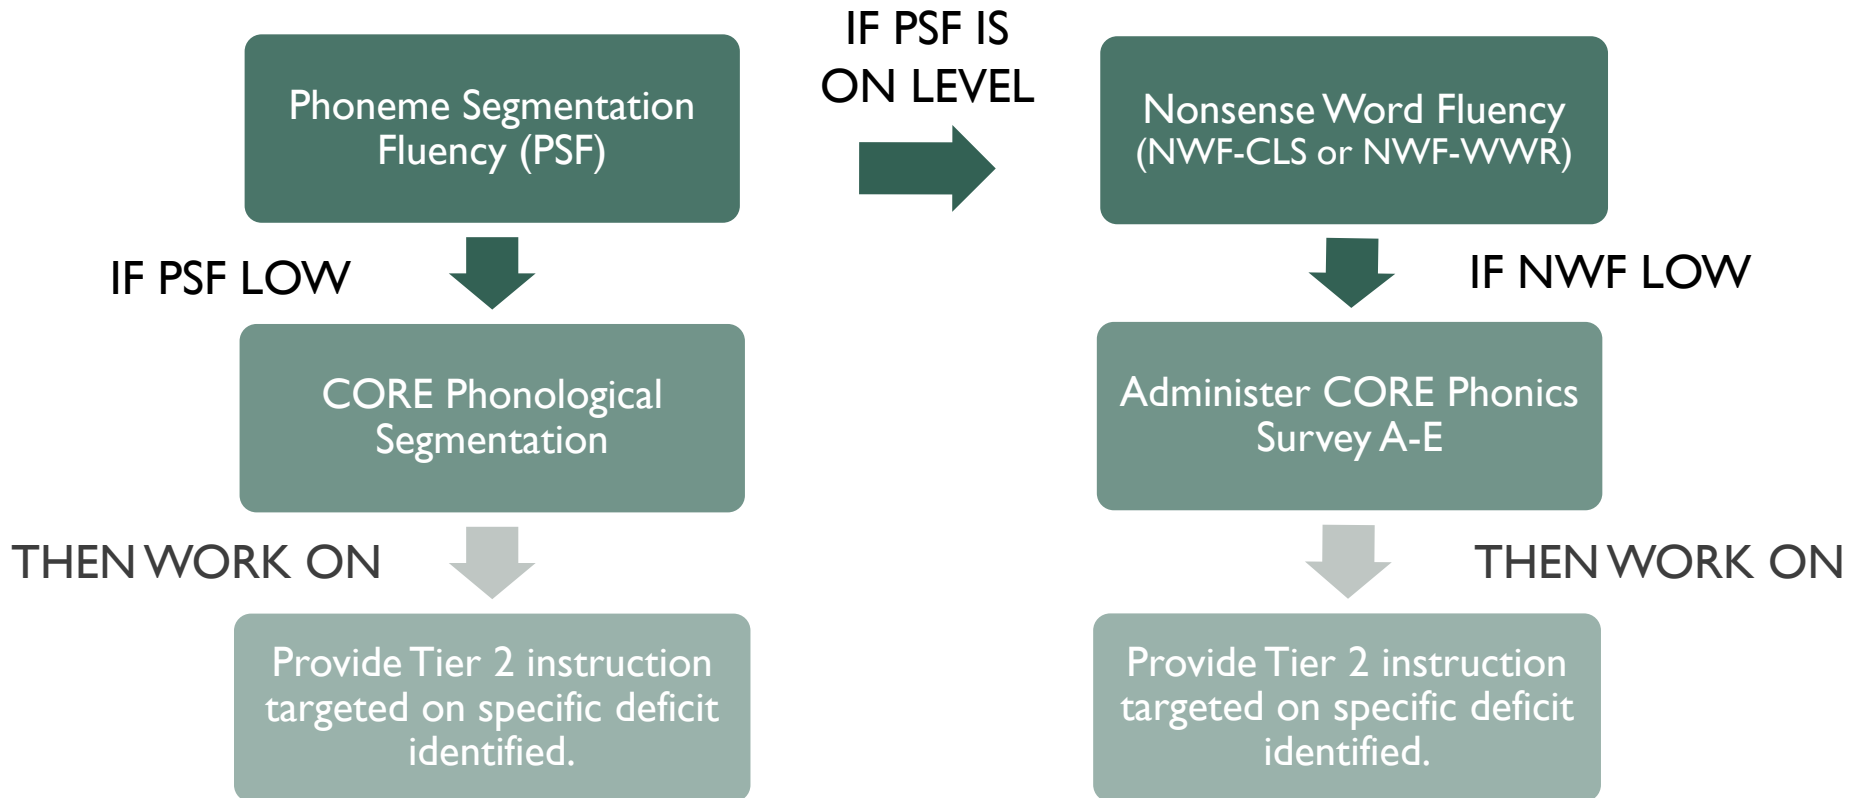 Phoneme Segmentation
Fluency (PSF)
IF PSF IS
ON LEVEL
Nonsense Word Fluency
(NWF-CLS or NWF-WWR)
IF PSF LOW
IF NWF LOW
CORE Phonological
Segmentation
Administer CORE Phonics
Survey A-E
THEN WORK ON
THEN WORK ON
Provide Tier 2 instruction
targeted on specific deficit
identified.
Provide Tier 2 instruction
targeted on specific deficit
identified.